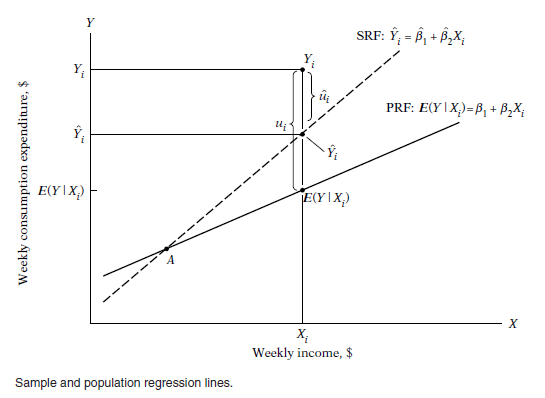 Y
SRF: Ŷᵢ = β̂₁ + β̂₂Xᵢ
Yᵢ
Yᵢ
ûᵢ
PRF: E(Y | Xᵢ)=β₁ + β₂Xᵢ
uᵢ
Ŷᵢ
Ŷᵢ
E(Y | Xᵢ)
E(Y | Xᵢ)
Weekly consumption expenditure, $
A
X
Xᵢ
Weekly income, $
Sample and population regression lines.